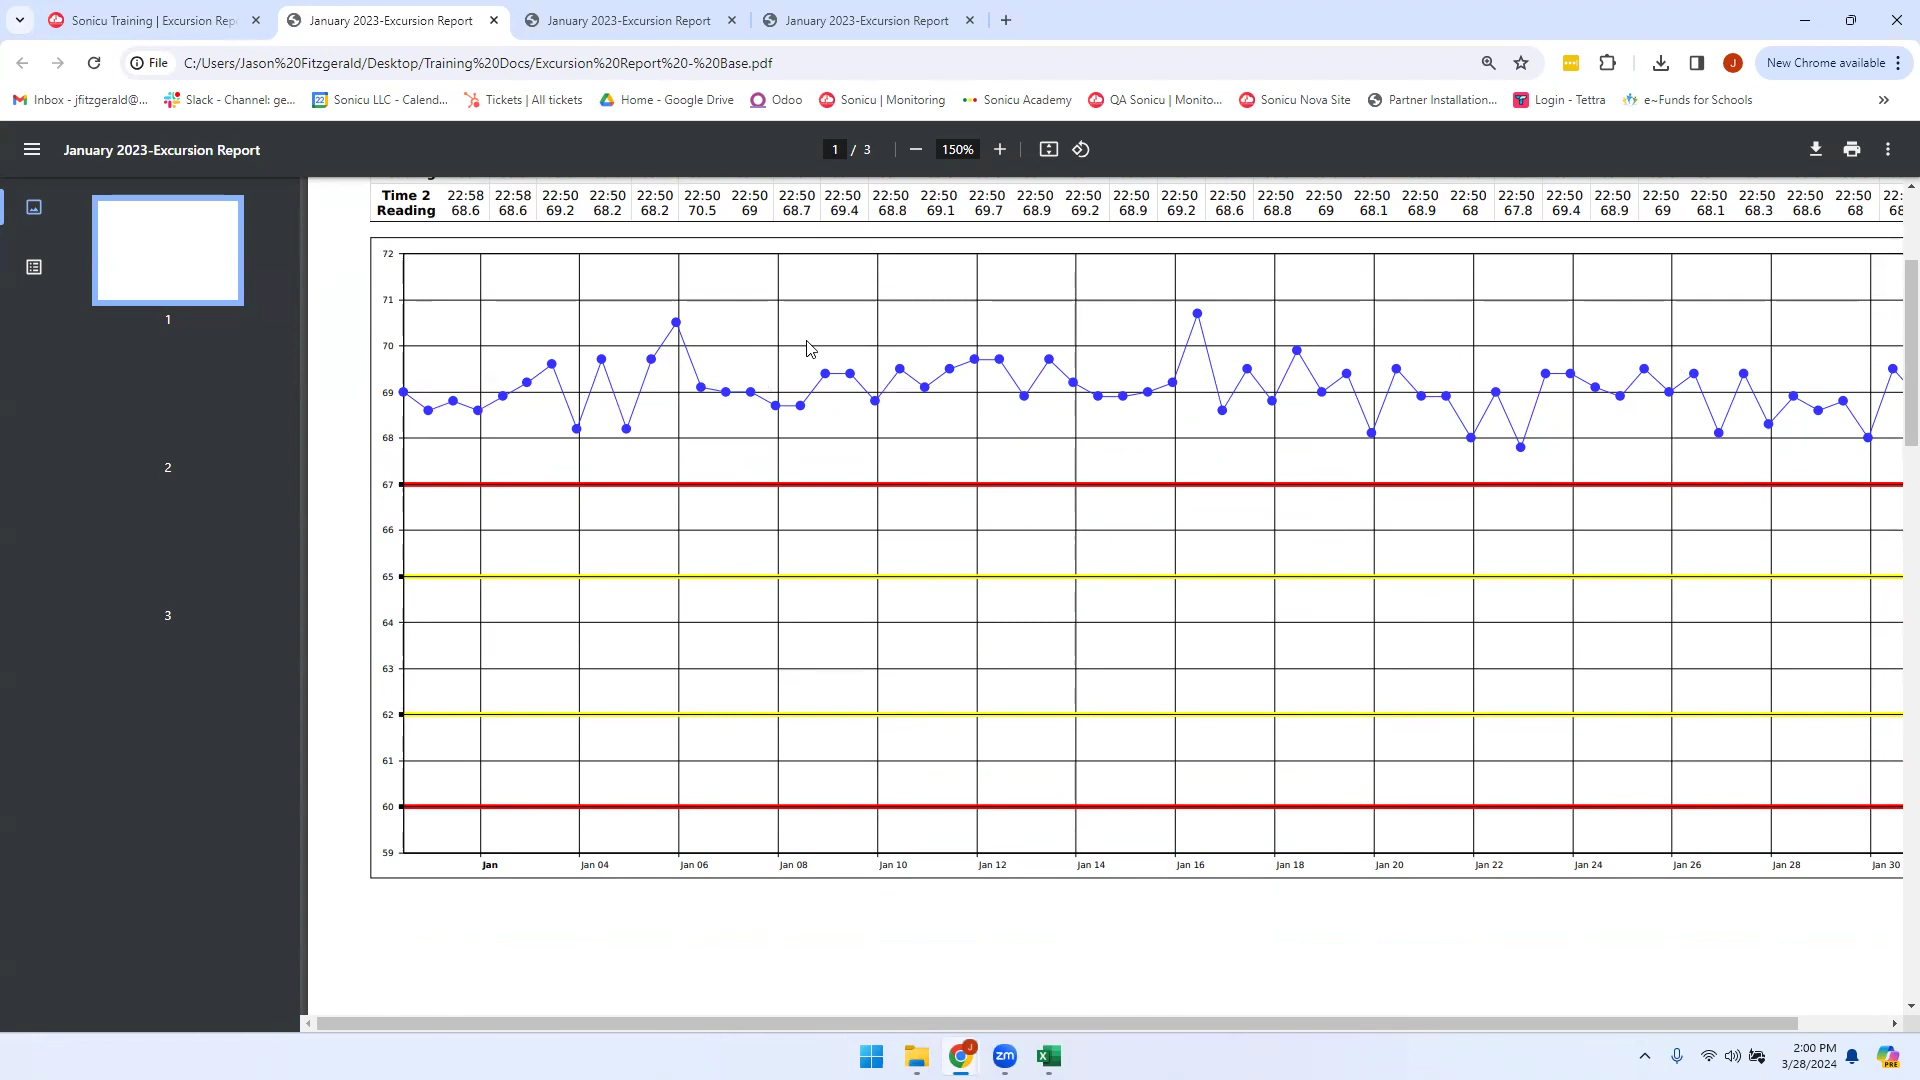 Sonicu Training | Excursion Rep
January 2023-Excursion Report
January 2023-Excursion Report
January 2023-Excursion Report
File
C:/Users/Jason%20Fitzgerald/Desktop/Training%20Docs/Excursion%20Report%20-%20Base.pdf
J
New Chrome available
Inbox - jfitzgerald@...
Slack - Channel: ge...
22
Sonicu LLC - Calend...
Tickets | All tickets
Home - Google Drive
Odoo
Sonicu | Monitoring
Sonicu Academy
QA Sonicu | Monito...
Sonicu Nova Site
Partner Installation...
Login - Tettra
e~Funds for Schools
January 2023-Excursion Report
1 / 3
150%
1
2
3
Time 2 22:58 22:58 22:50 22:50 22:50 22:50 22:50 22:50 22:50 22:50 22:50 22:50 22:50 22:50 22:50 22:50 22:50 22:50 22:50 22:50 22:50 22:50 22:50 22:50 22:50 22:50 22:50 22:50 22:50 22:50 22:
Reading 68.6 68.6 69.2 68.2 68.2 70.5 69 68.7 69.4 68.8 69.1 69.7 68.9 69.2 68.9 69.2 68.6 68.8 69 68.1 68.9 68 67.8 69.4 68.9 69 68.1 68.3 68.6 68 68
72
71
70
69
68
67
66
65
64
63
62
61
60
59
Jan Jan 04 Jan 06 Jan 08 Jan 10 Jan 12 Jan 14 Jan 16 Jan 18 Jan 20 Jan 22 Jan 24 Jan 26 Jan 28 Jan 30
J
zm
2:00 PM
3/28/2024
PRE